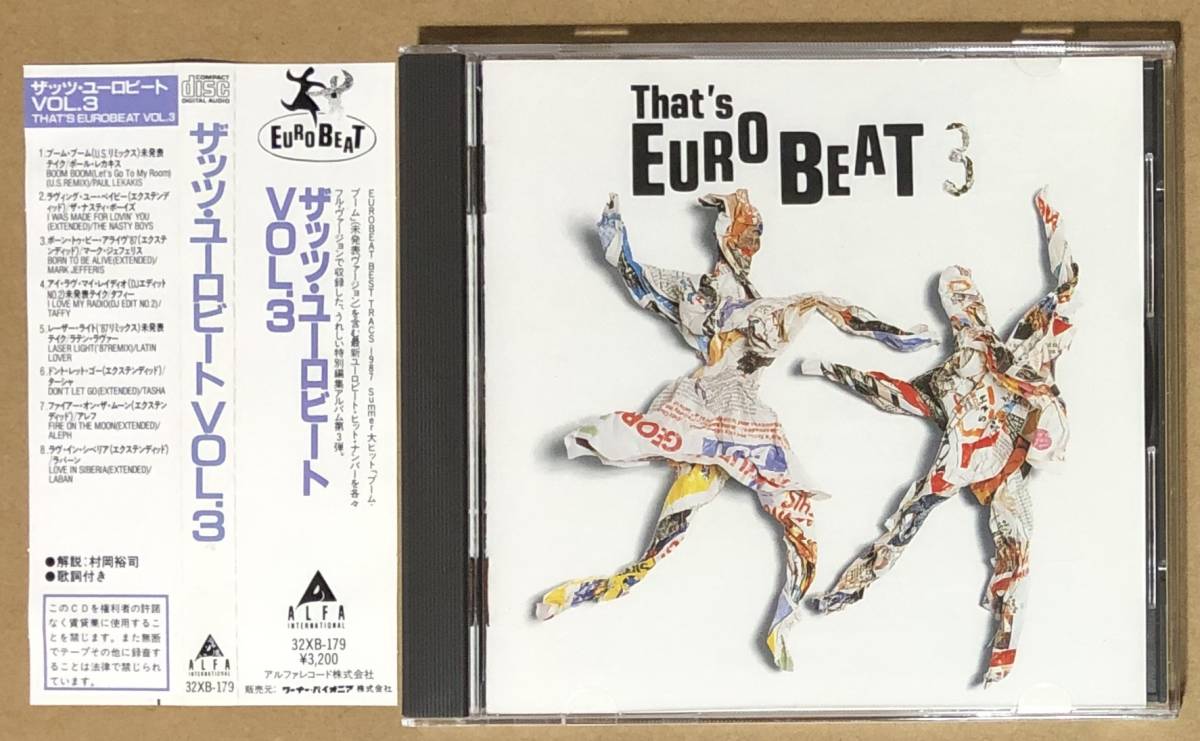 ザッツ・ユーロビート
VOL.3
THAT'S EUROBEAT VOL.3
1.ブーム・ブーム(U.S.リミックス)未発表
テイク/ポール・レカキス
BOOM BOOM(Let's Go To My Room)
(U.S.REMIX)/PAUL LEKAKIS
2.ラヴィング・ユー・ベイビー(エクステンデ
ィッド)/ザ・ナスティ・ボーイズ
I WAS MADE FOR LOVIN' YOU
(EXTENDED)/THE NASTY BOYS
3.ボーン・トゥ・ビー・アライヴ'87(エクステ
ンディッド)/マーク・ジェフェリス
BORN TO BE ALIVE(EXTENDED)/
MARK JEFFERIS
4.アイ・ラヴ・マイ・レイディオ(DJエディット
NO.2)未発表テイク/タフィー
I LOVE MY RADIO(DJ EDIT NO.2)/
TAFFY
5.レーザー・ライト('87リミックス)未発表
テイク/ラテン・ラヴァー
LASER LIGHT('87REMIX)/LATIN
LOVER
6.ドント・レット・ゴー(エクステンディッド)/
ターシャ
DON'T LET GO(EXTENDED)/TASHA
7.ファイアー・オン・ザ・ムーン(エクステン
ディッド)/アレフ
FIRE ON THE MOON(EXTENDED)/
ALEPH
8.ラヴ・イン・シベリア(エクステンディッド)
/ラバーン
LOVE IN SIBERIA(EXTENDED)/
LABAN
●解説:村岡裕司
●歌詞付き
このCDを権利者の許諾
なく賃貸業に使用するこ
とを禁じます。また無断
でテープその他に録音す
ることは法律で禁じられ
ています。
COMPACT
disc
DIGITAL AUDIO
ザッツ・ユーロビート VOL.3
ALFA
INTERNATIONAL
32XB-179
EURO BEAT
ザッツ・ユーロビート
VOL.3
EUROBEAT BEST TRACS 1987 Summer 大ヒット「ブーム・
ブーム」(未発表ヴァージョン)を含む最新ユーロビート・ヒット・ナンバーを各々
フル・ヴァージョンで収録した、うれしい特別編集アルバム第3弾。
ALFA
INTERNATIONAL
32XB-179
¥3,200
アルファレコード株式会社
販売元:ワーナー・パイオニア株式会社
That's
EURO BEAT 3
GEOR